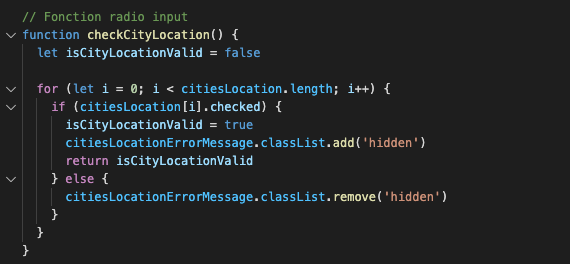 // Fonction radio input
function checkCityLocation() {
  let isCityLocationValid = false

  for (let i = 0; i < citiesLocation.length; i++) {
    if (citiesLocation[i].checked) {
      isCityLocationValid = true
      citiesLocationErrorMessage.classList.add('hidden')
      return isCityLocationValid
    } else {
      citiesLocationErrorMessage.classList.remove('hidden')
    }
  }
}